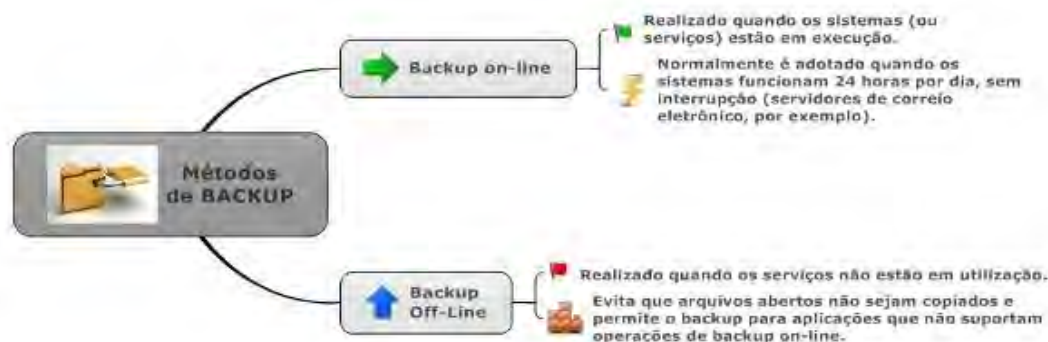 Métodos
de BACKUP
Backup on-line
Realizado quando os sistemas (ou
serviços) estão em execução.
Normalmente é adotado quando os
sistemas funcionam 24 horas por dia, sem
interrupção (servidores de correio
eletrônico, por exemplo).
Backup
Off-Line
Realizado quando os serviços não estão em utilização.
Evita que arquivos abertos não sejam copiados e
permite o backup para aplicações que não suportam
operações de backup on-line.